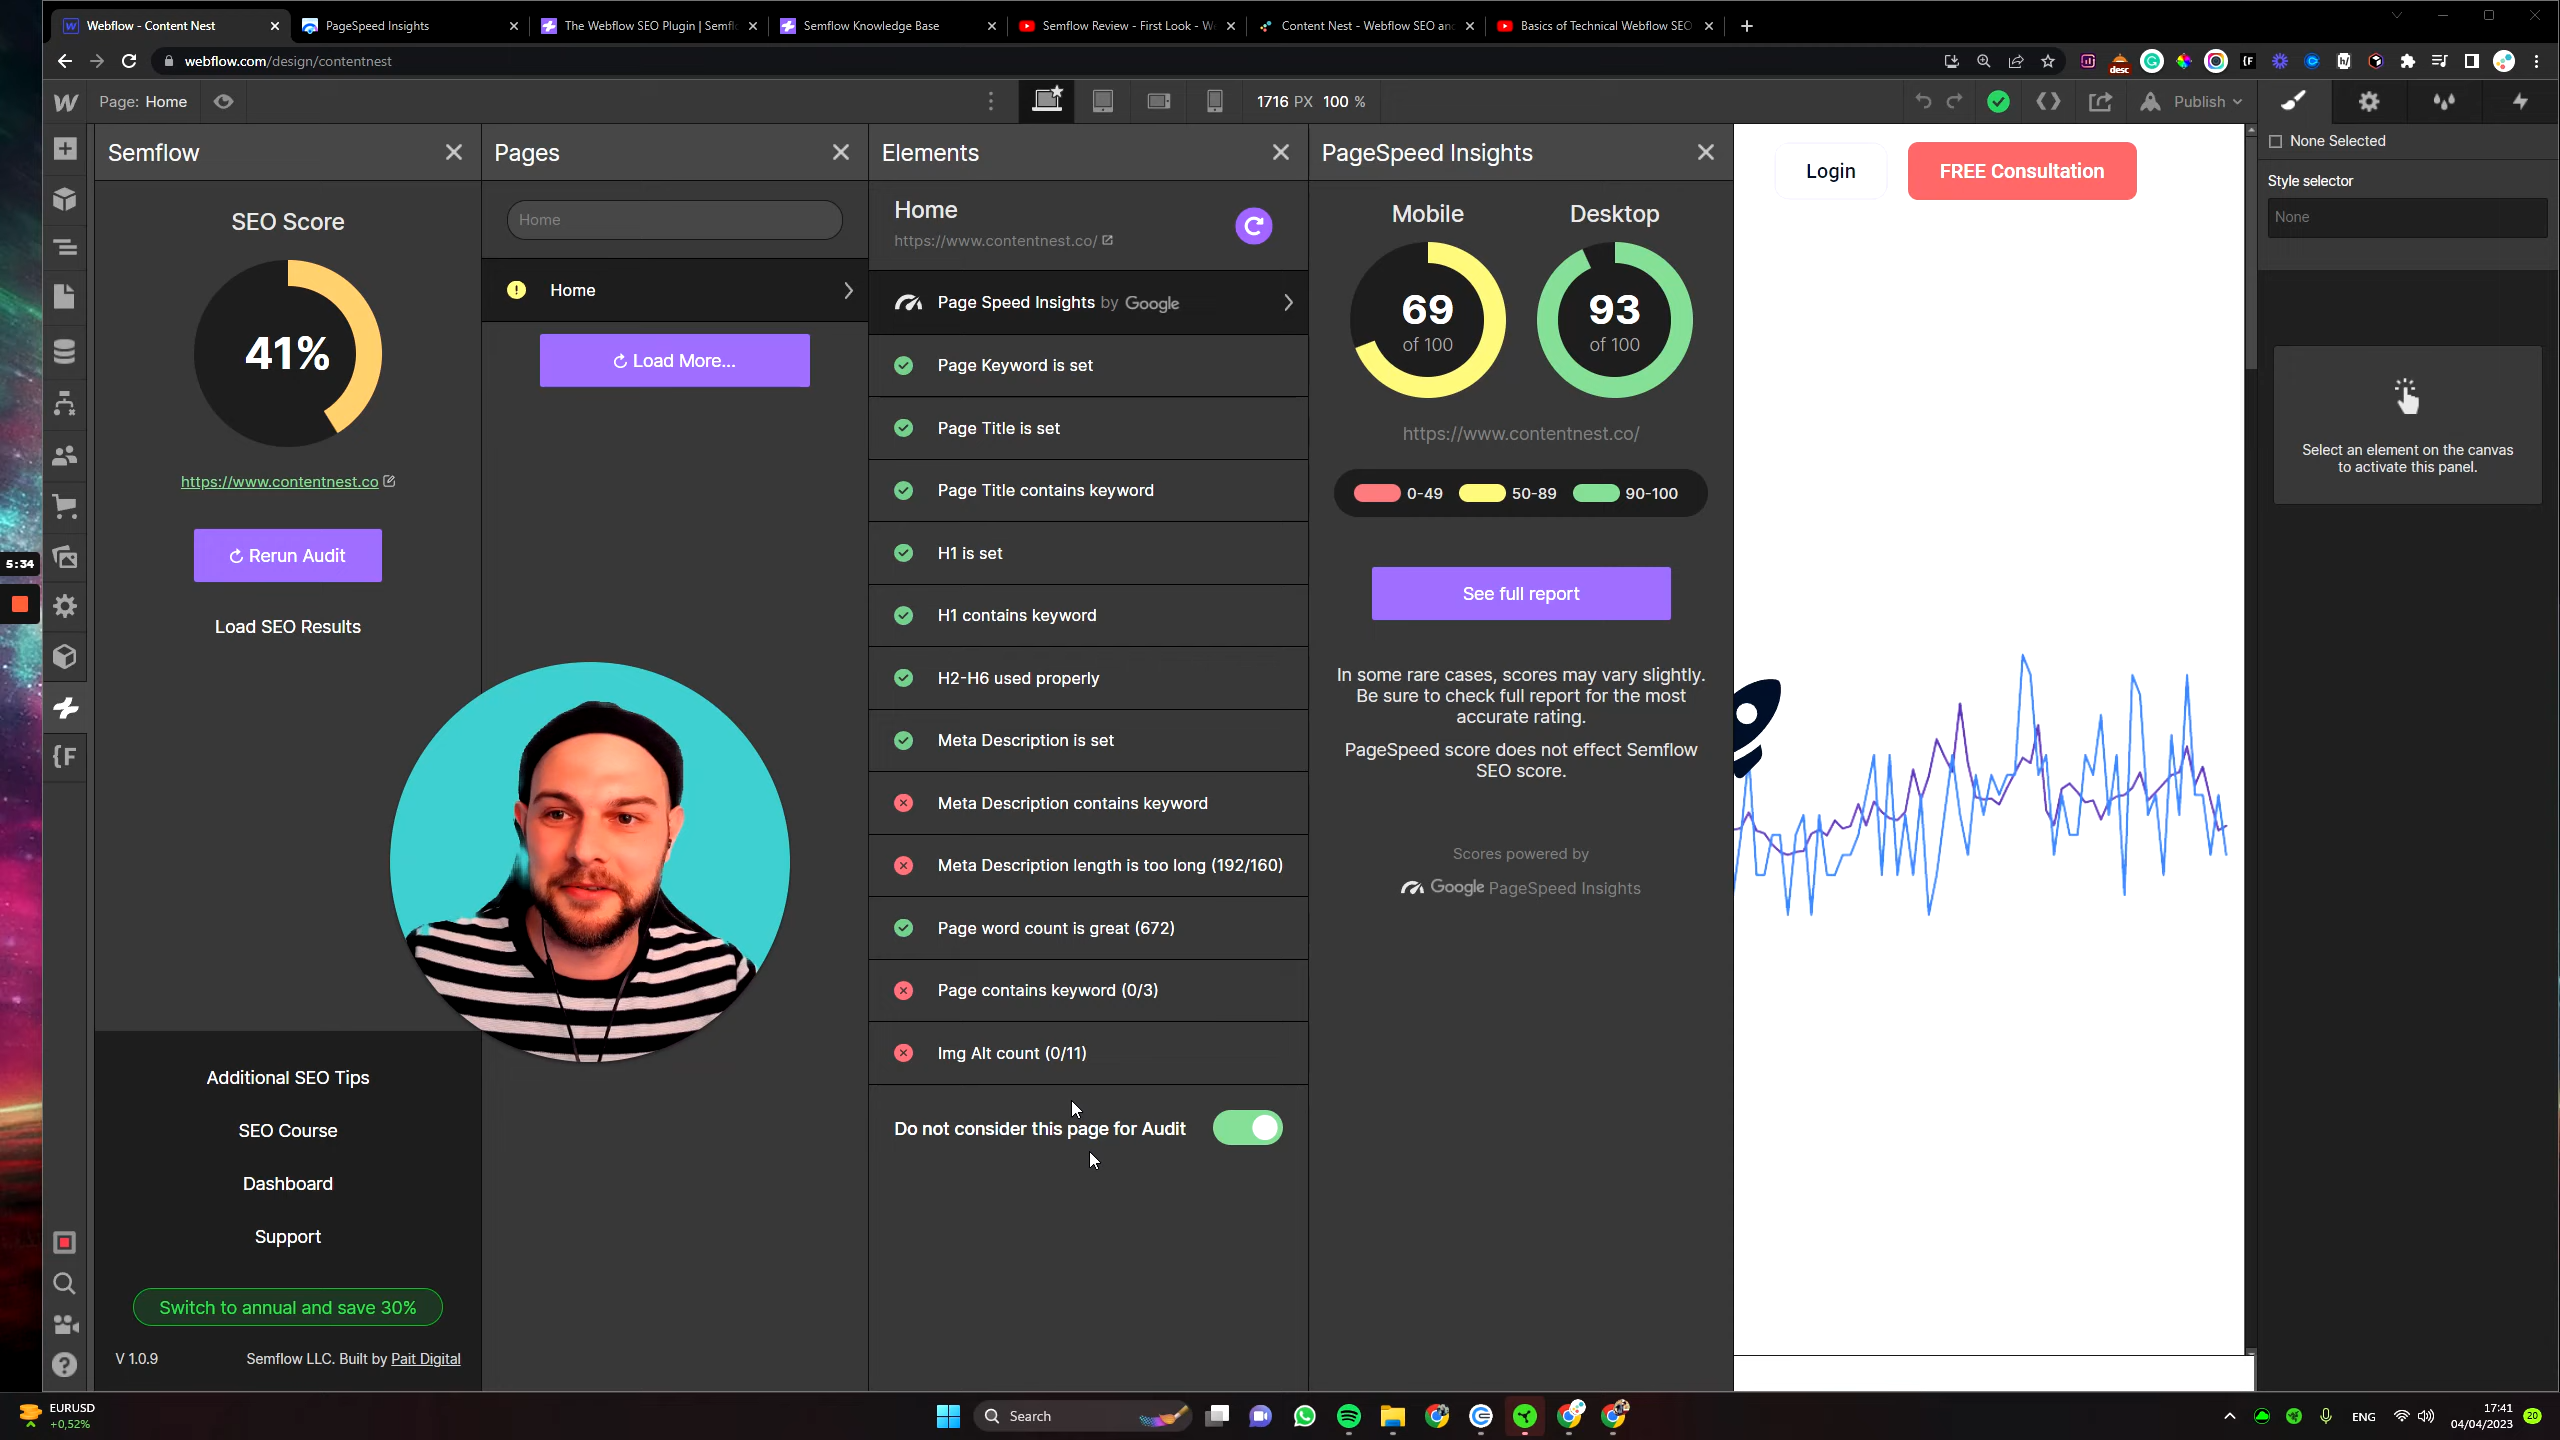 Webflow - Content Nest
PageSpeed Insights
The Webflow SEO Plugin | Semfl
Semflow Knowledge Base
Semflow Review - First Look - W
Content Nest - Webflow SEO an
Basics of Technical Webflow SEO
webflow.com/design/contentnest
desc
Page: Home
1716 PX 100 %
Publish
Semflow
Pages
Elements
PageSpeed Insights
SEO Score
41%
https://www.contentnest.co
Rerun Audit
Load SEO Results
Additional SEO Tips
SEO Course
Dashboard
Support
Switch to annual and save 30%
V 1.0.9
Semflow LLC. Built by Pait Digital
5:34
Home
Home
Load More...
Home
https://www.contentnest.co/
Page Speed Insights by Google
Page Keyword is set
Page Title is set
Page Title contains keyword
H1 is set
H1 contains keyword
H2-H6 used properly
Meta Description is set
Meta Description contains keyword
Meta Description length is too long (192/160)
Page word count is great (672)
Page contains keyword (0/3)
Img Alt count (0/11)
Do not consider this page for Audit
Mobile
Desktop
69
of 100
93
of 100
https://www.contentnest.co/
0-49
50-89
90-100
See full report
In some rare cases, scores may vary slightly.
Be sure to check full report for the most
accurate rating.
PageSpeed score does not effect Semflow
SEO score.
Scores powered by
Google PageSpeed Insights
Login
FREE Consultation
None Selected
Style selector
None
Select an element on the canvas
to activate this panel.
EURUSD
+0,52%
Search
ENG
17:41
04/04/2023
20